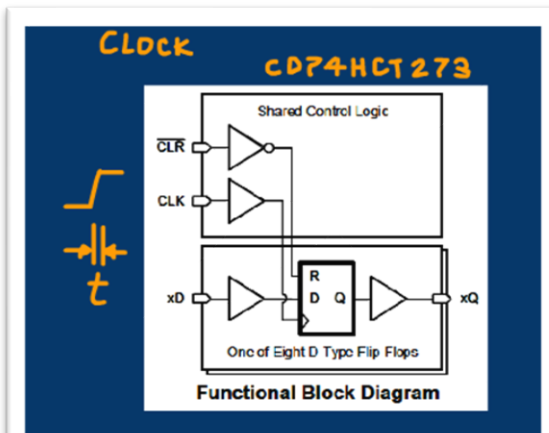 CLOCK
CD74HCT273
Shared Control Logic
CLR
CLK
R
xD
D Q
xQ
One of Eight D Type Flip Flops
Functional Block Diagram
t